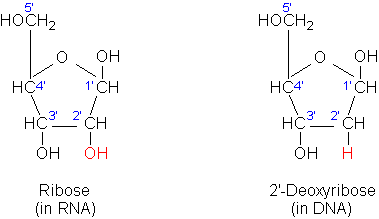 5'
HOCH2
O
OH
HC 4'
1' CH
3'
2'
HC
CH
OH
OH
Ribose
(in RNA)
5'
HOCH2
O
OH
HC 4'
1' CH
3'
2'
HC
CH
OH
H
2'-Deoxyribose
(in DNA)